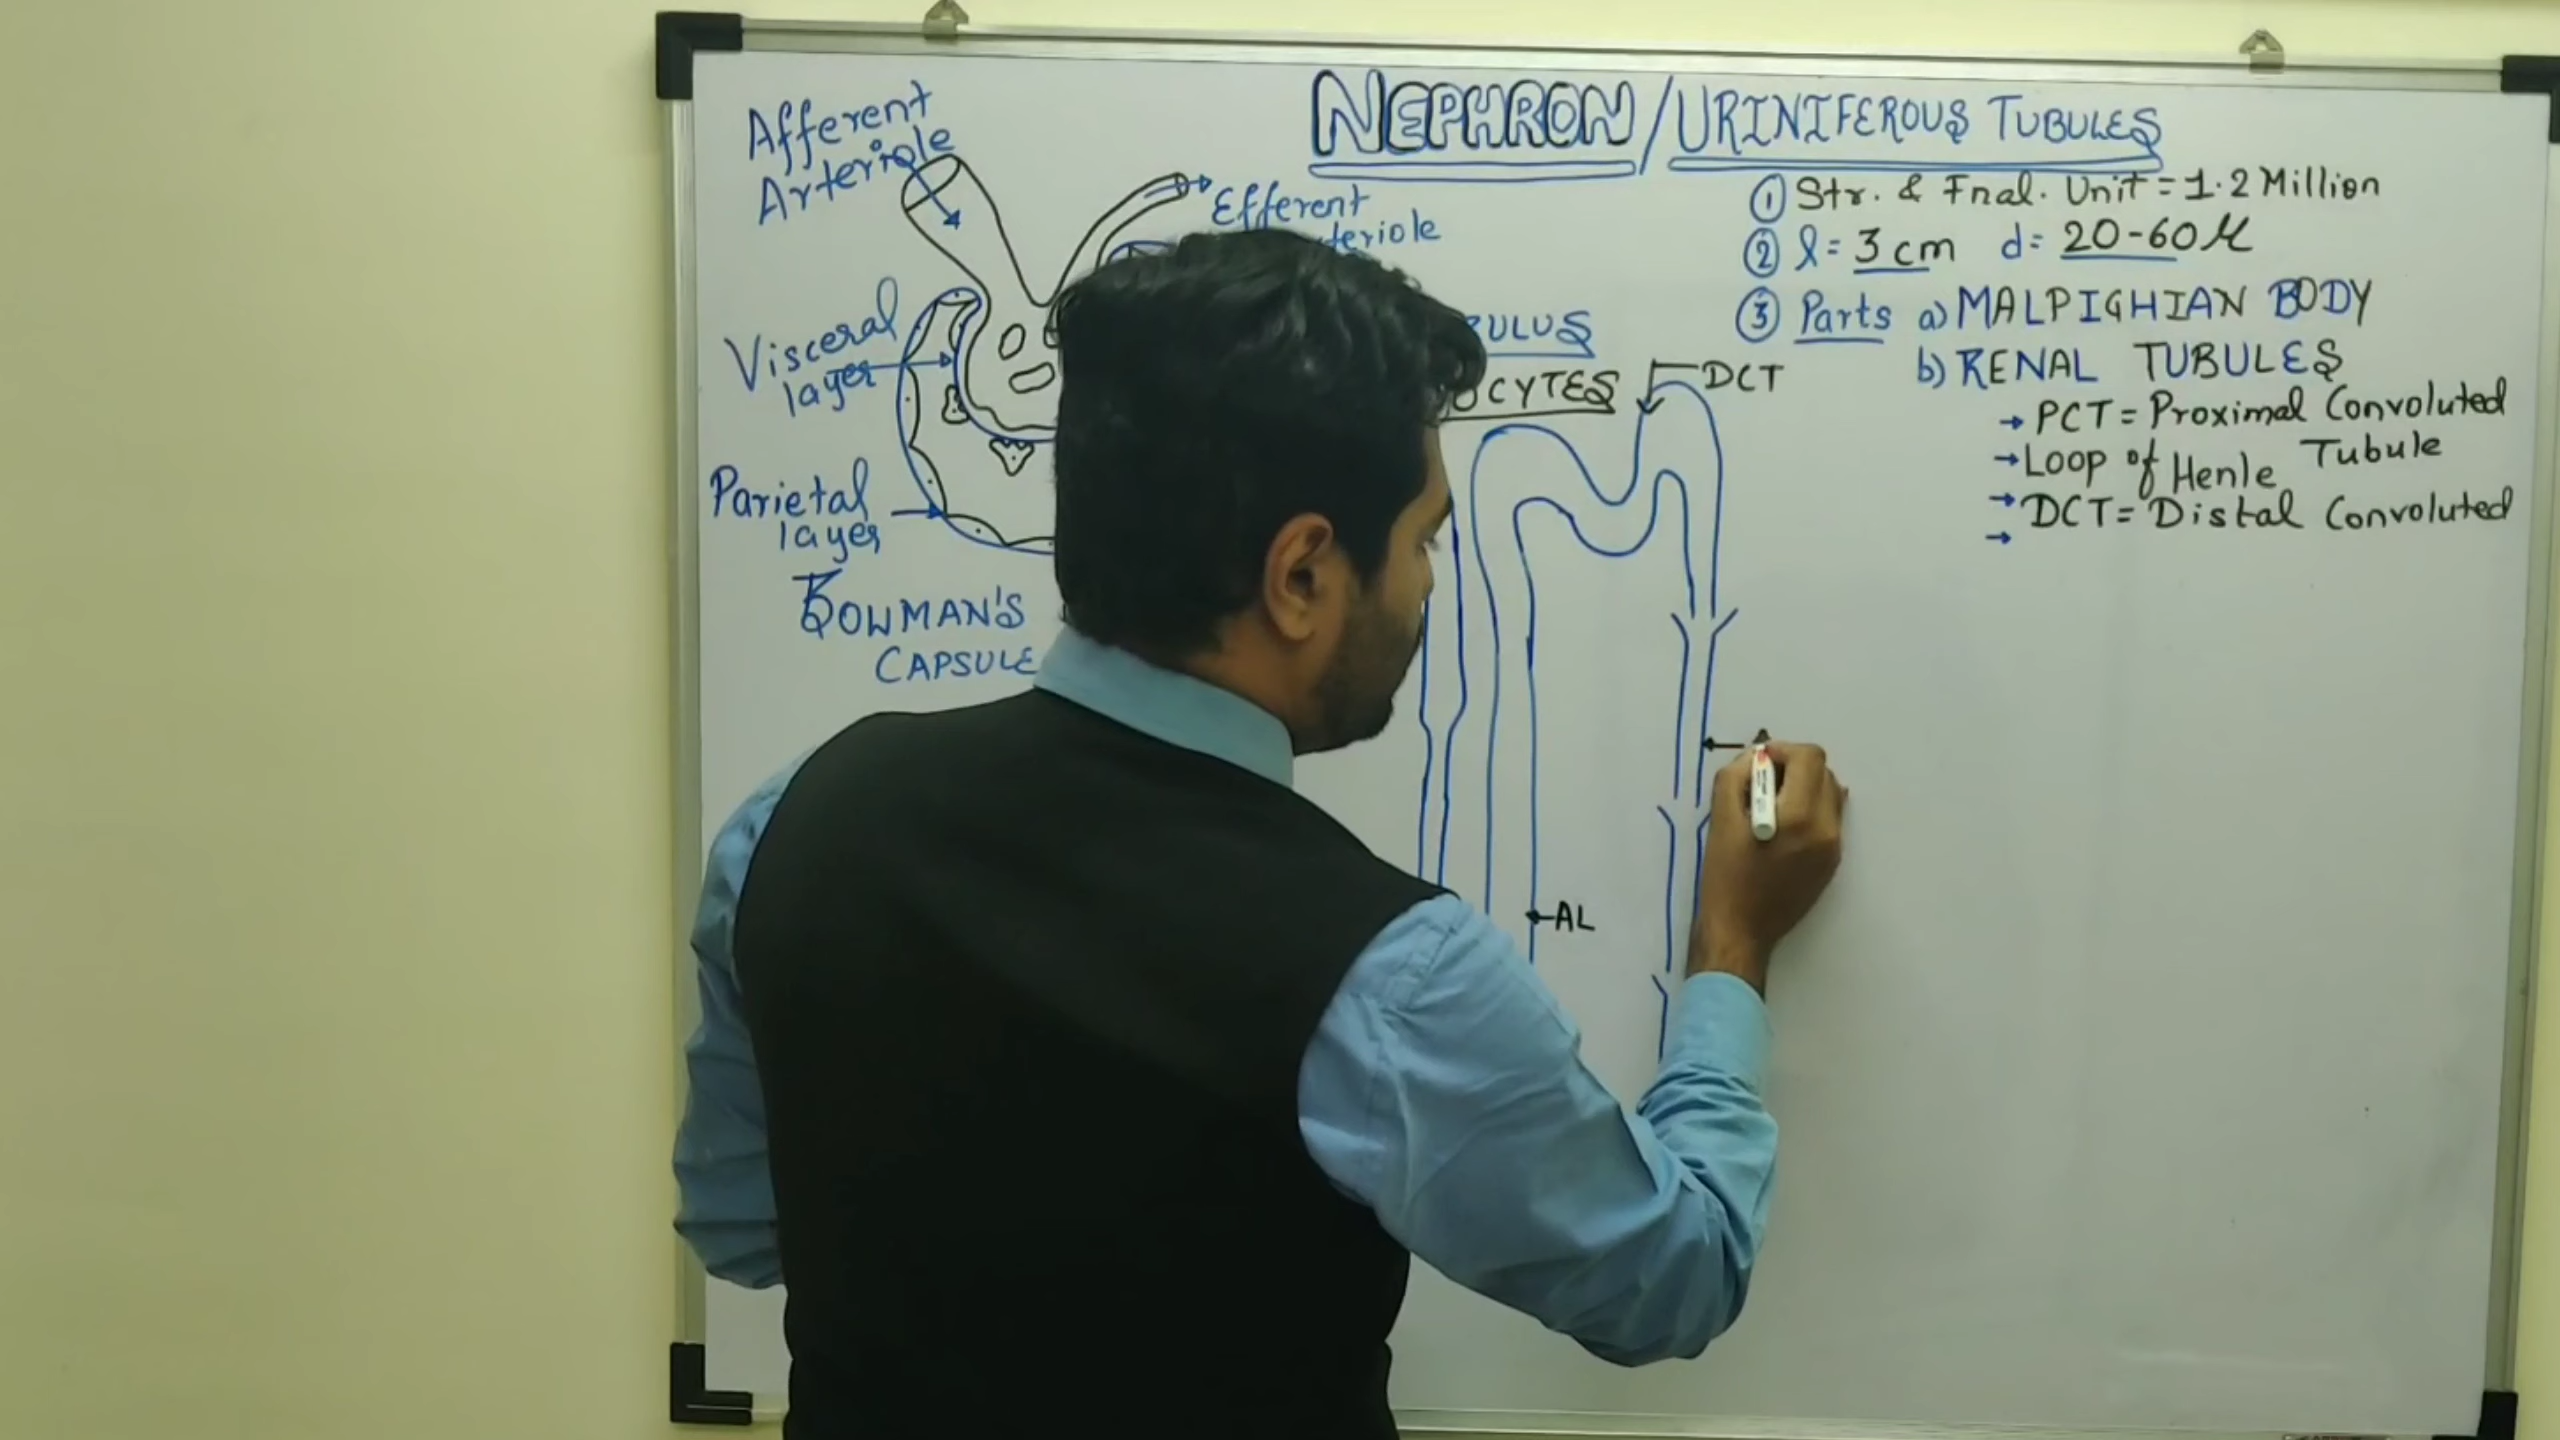 NEPHRON/URINIFEROUS TUBULES
Afferent
Arteriole
Efferent
Visceral
layer
Parietal
layer
BOWMAN'S
CAPSULE
DCT
AL
① Str. & Fnal. Unit = 1.2 Million
② l = 3 cm d = 20-60 µ
③ Parts a) MALPIGHIAN BODY
b) RENAL TUBULES
→ PCT = Proximal Convoluted
Tubule
→ Loop of Henle
→ DCT = Distal Convoluted
→